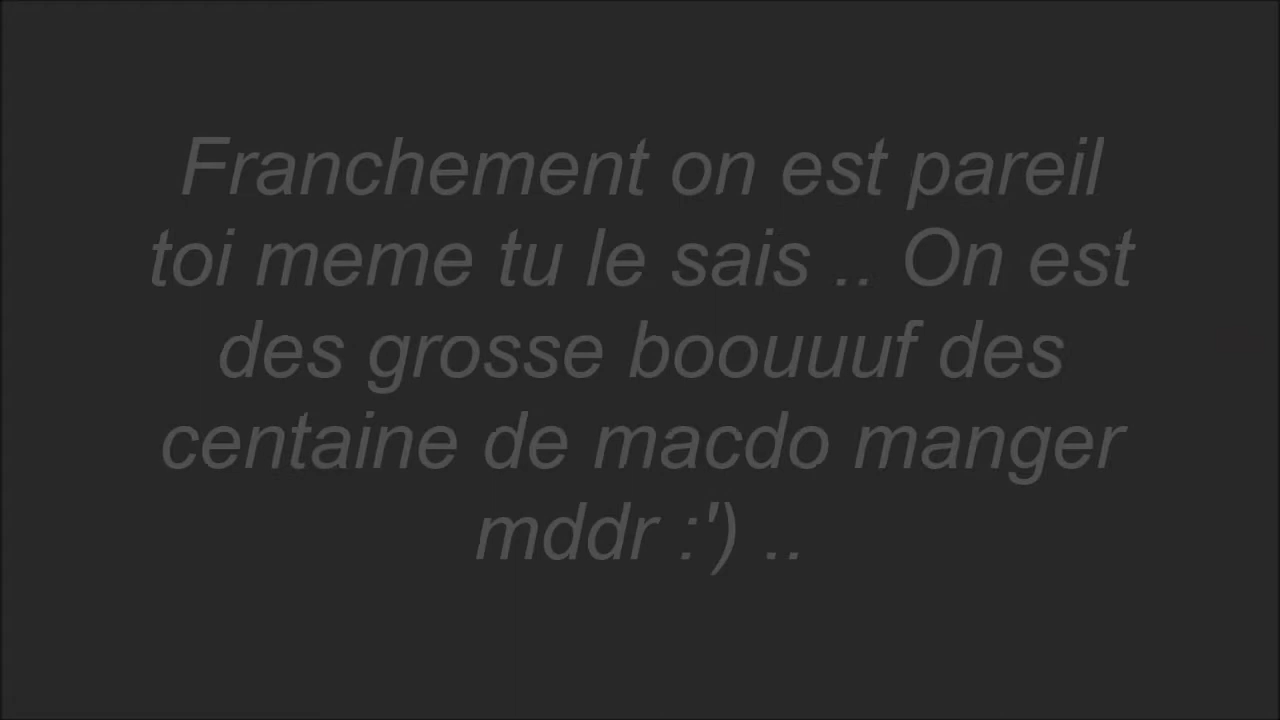 Franchement on est pareil
toi meme tu le sais .. On est
des grosse boouuuf des
centaine de macdo manger
mddr :') ..